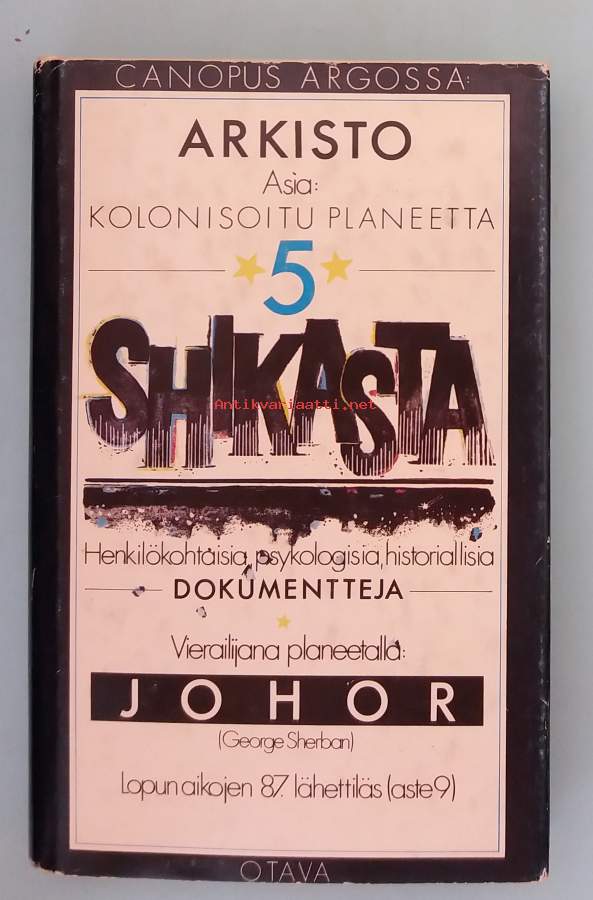 CANOPUS ARGOSSA:
ARKISTO
Asia:
KOLONISOITU PLANEETTA
5
SHIKASTA
Antikvariaatti.net
Henkilökohtaisia, psykologisia, historiallisia
DOKUMENTTEJA
Vierailijana planeetalla:
JOHOR
(George Sherban)
Lopun aikojen 87. lähettiläs (aste 9)
OTAVA